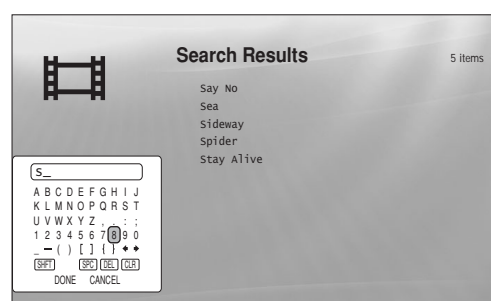 Search Results
5 items
Say No
Sea
Sideway
Spider
Stay Alive
S_
A B C D E F G H I J
K L M N O P Q R S T
U V W X Y Z , . : ;
1 2 3 4 5 6 7 8 9 0
_ – ( ) [ ] { }
SHFT SPC DEL CLR
DONE CANCEL